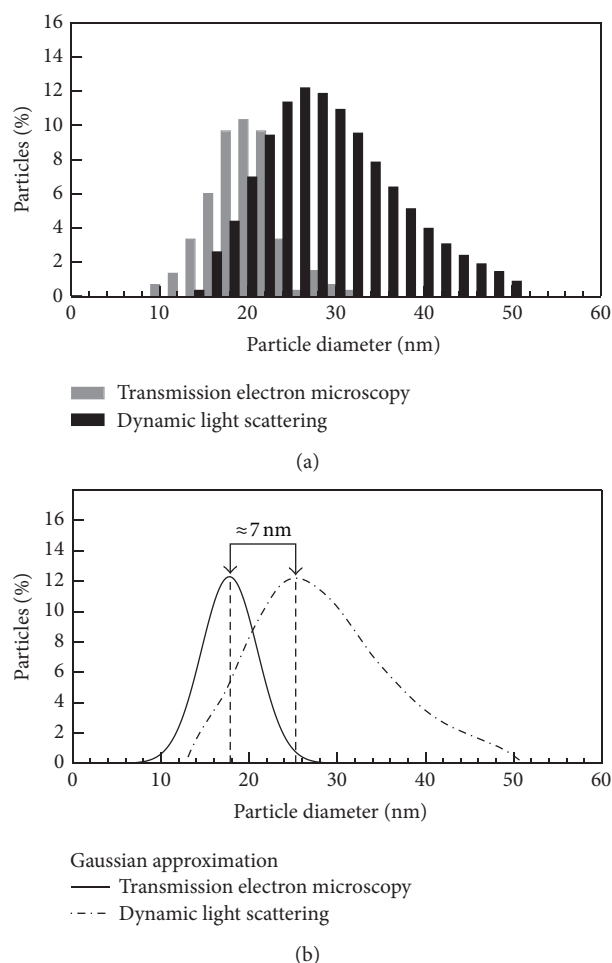 16
14
12
10
8
6
4
2
0
Particles (%)
0 10 20 30 40 50 60
Particle diameter (nm)
Transmission electron microscopy
Dynamic light scattering
(a)
≈7 nm
16
14
12
10
8
6
4
2
0
Particles (%)
0 10 20 30 40 50 60
Particle diameter (nm)
Gaussian approximation
Transmission electron microscopy
Dynamic light scattering
(b)